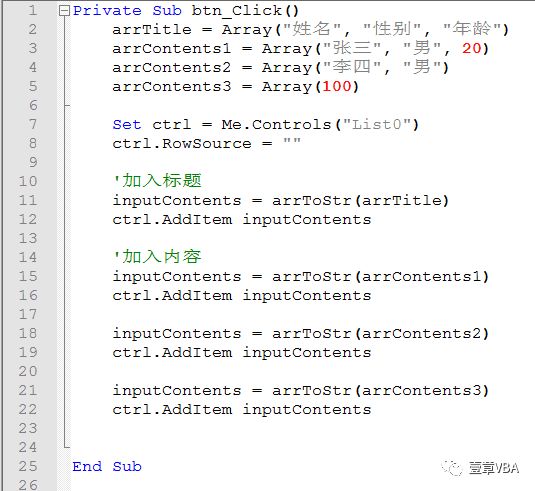 1 Private Sub btn_Click()
2 arrTitle = Array("姓名", "性别", "年龄")
3 arrContents1 = Array("张三", "男", 20)
4 arrContents2 = Array("李四", "男")
5 arrContents3 = Array(100)
6
7 Set ctrl = Me.Controls("List0")
8 ctrl.RowSource = ""
9
10 '加入标题
11 inputContents = arrToStr(arrTitle)
12 ctrl.AddItem inputContents
13
14 '加入内容
15 inputContents = arrToStr(arrContents1)
16 ctrl.AddItem inputContents
17
18 inputContents = arrToStr(arrContents2)
19 ctrl.AddItem inputContents
20
21 inputContents = arrToStr(arrContents3)
22 ctrl.AddItem inputContents
23
24
25 End Sub
26
壹章VBA